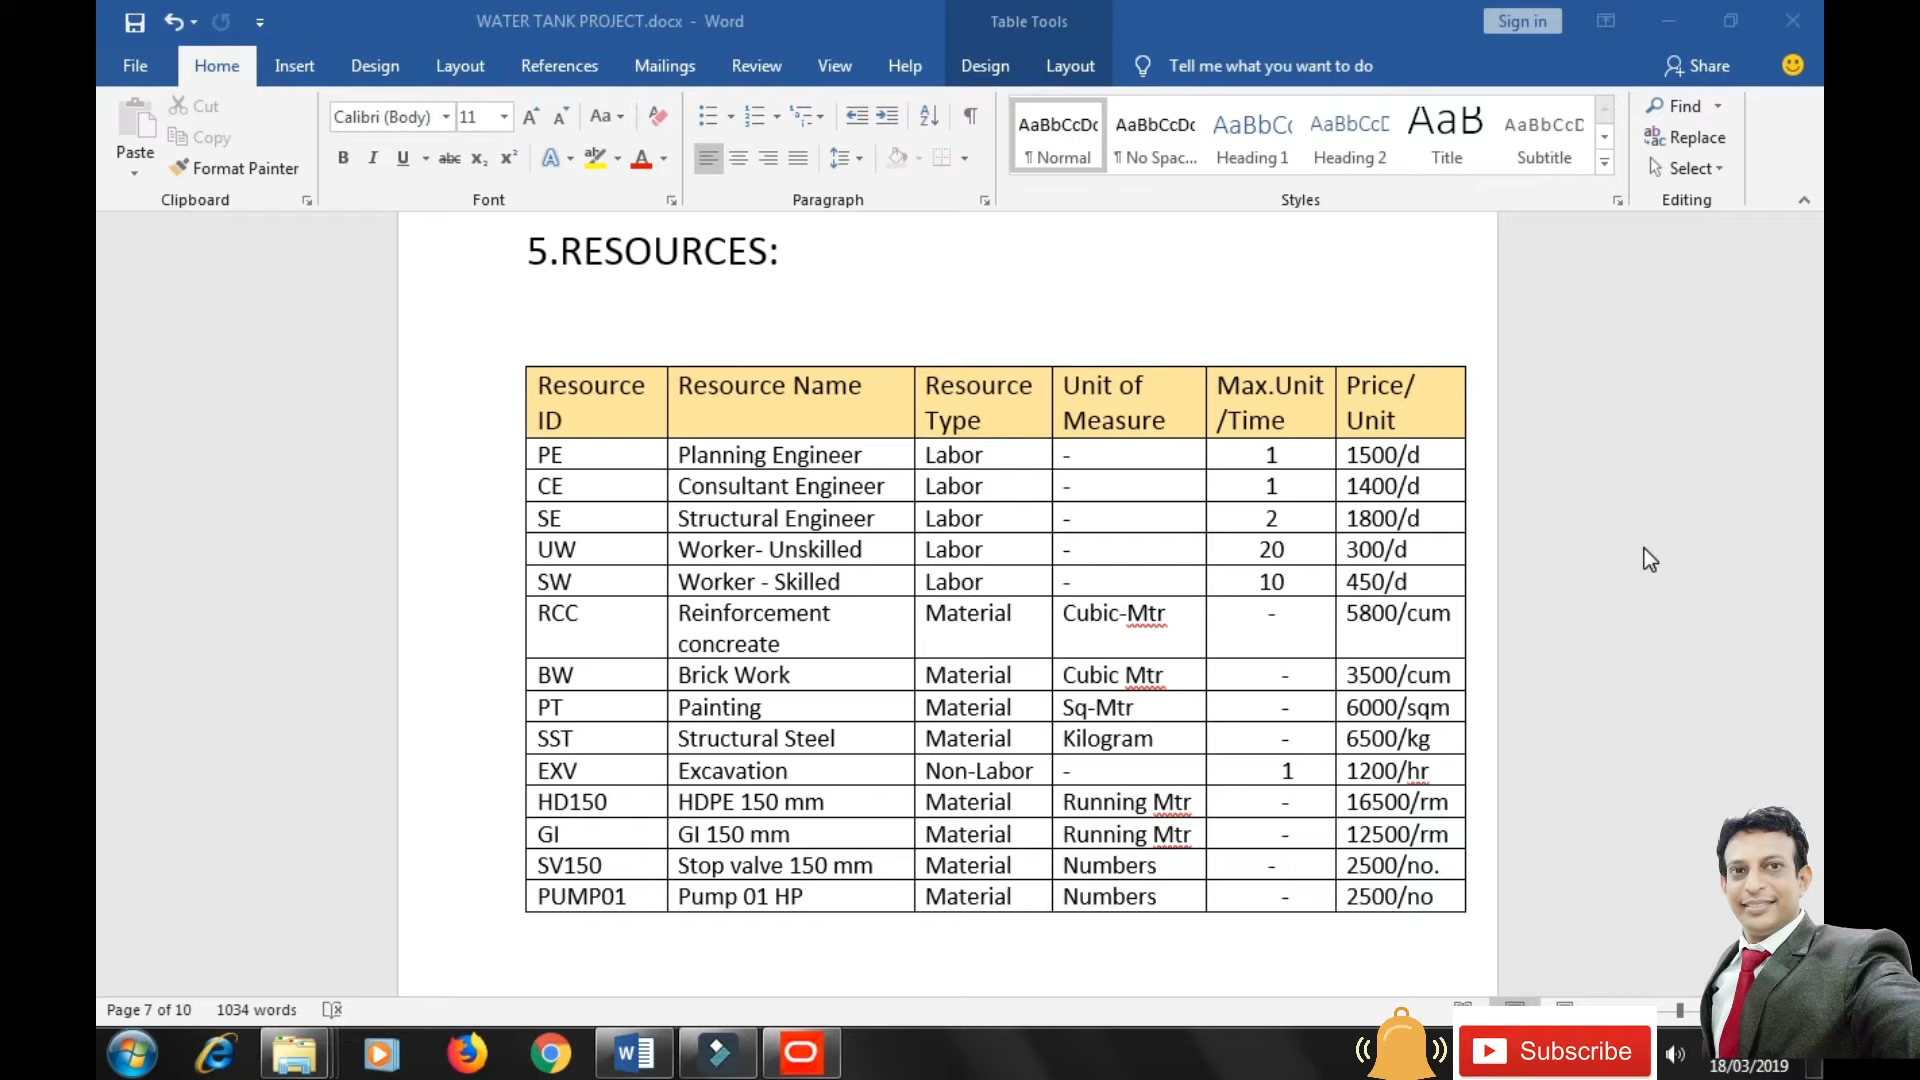 WATER TANK PROJECT.docx - Word
Table Tools
Sign in
File Home Insert Design Layout References Mailings Review View Help Design Layout Tell me what you want to do Share
Cut
Copy
Paste
Format Painter
Clipboard
Calibri (Body) 11
Font
Paragraph
AaBbCcDc AaBbCcDc AaBbCc AaBbCcD AaB AaBbCcD
¶ Normal ¶ No Spac... Heading 1 Heading 2 Title Subtitle
Styles
Find
Replace
Select
Editing
5.RESOURCES:
Resource ID Resource Name Resource Type Unit of Measure Max.Unit /Time Price/ Unit
PE Planning Engineer Labor - 1 1500/d
CE Consultant Engineer Labor - 1 1400/d
SE Structural Engineer Labor - 2 1800/d
UW Worker- Unskilled Labor - 20 300/d
SW Worker - Skilled Labor - 10 450/d
RCC Reinforcement concreate Material Cubic-Mtr - 5800/cum
BW Brick Work Material Cubic Mtr - 3500/cum
PT Painting Material Sq-Mtr - 6000/sqm
SST Structural Steel Material Kilogram - 6500/kg
EXV Excavation Non-Labor - 1 1200/hr
HD150 HDPE 150 mm Material Running Mtr - 16500/rm
GI GI 150 mm Material Running Mtr - 12500/rm
SV150 Stop valve 150 mm Material Numbers - 2500/no.
PUMP01 Pump 01 HP Material Numbers - 2500/no
Page 7 of 10 1034 words
Subscribe
18/03/2019